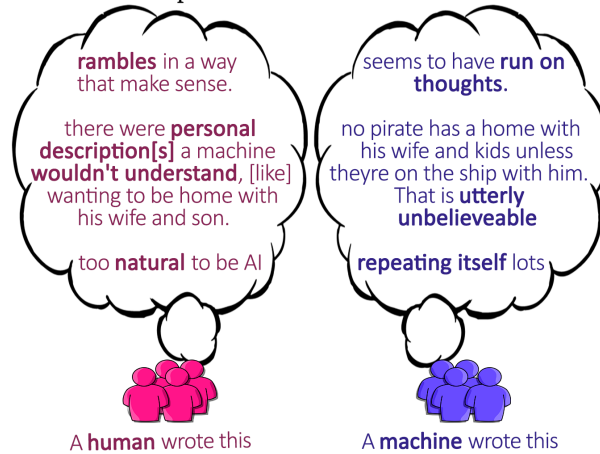 rambles in a way
that make sense.
there were personal
description[s] a machine
wouldn't understand, [like]
wanting to be home with
his wife and son.
too natural to be AI
A human wrote this
seems to have run on
thoughts.
no pirate has a home with
his wife and kids unless
theyre on the ship with him.
That is utterly
unbelieveable
repeating itself lots
A machine wrote this